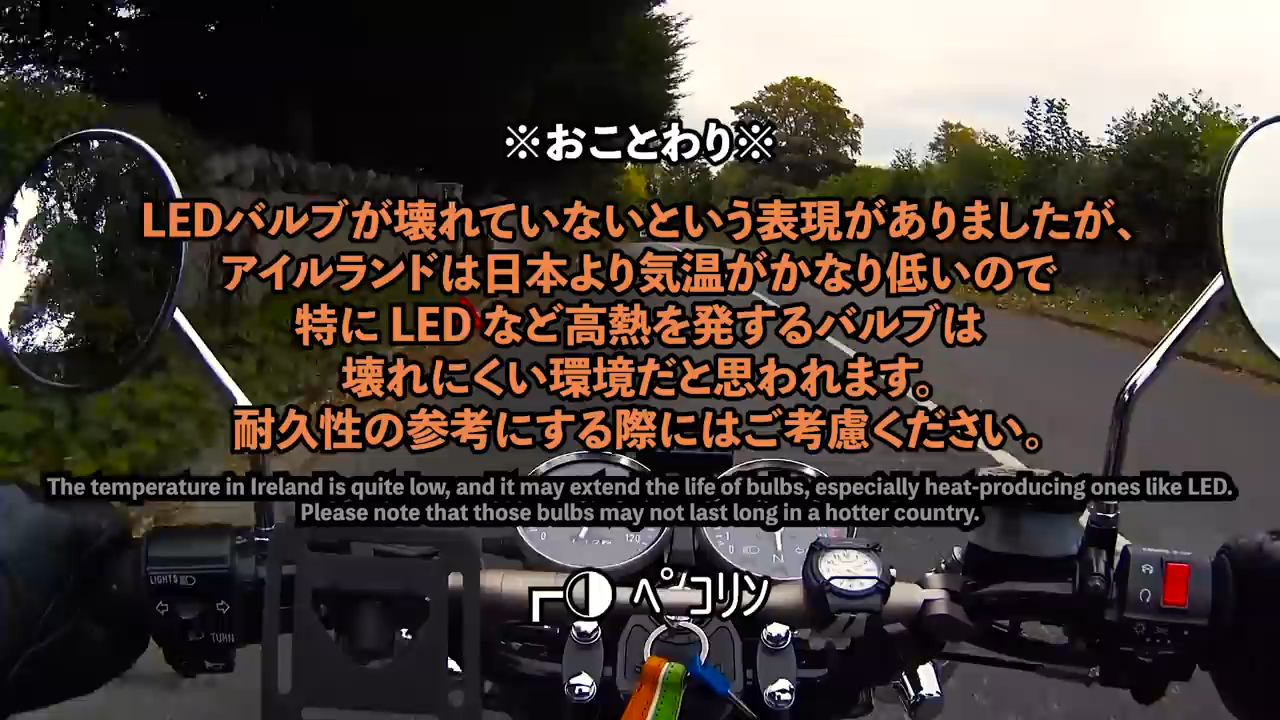 ※おことわり※
LEDバルブが壊れていないという表現がありましたが、
アイルランドは日本より気温がかなり低いので
特に LED など高熱を発するバルブは
壊れにくい環境だと思われます。
耐久性の参考にする際にはご考慮ください。
The temperature in Ireland is quite low, and it may extend the life of bulbs, especially heat-producing ones like LED.
Please note that those bulbs may not last long in a hotter country.
0 120
N
┏◑ ペコリン
LIGHTS
TURN